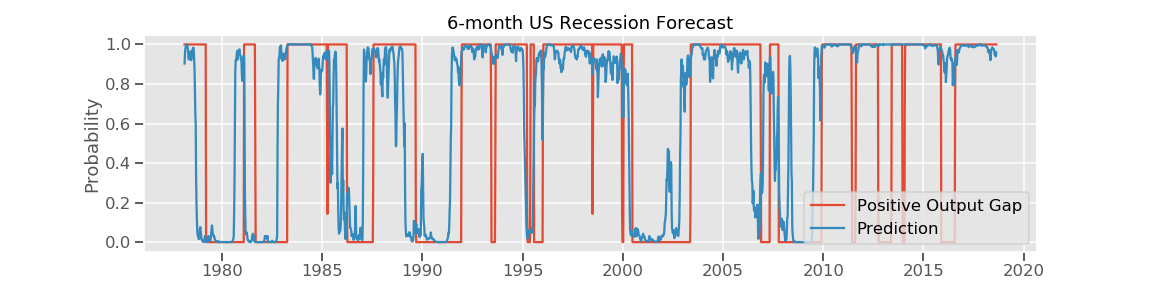 6-month US Recession Forecast
Probability
1.0
0.8
0.6
0.4
0.2
0.0
Positive Output Gap
Prediction
1980 1985 1990 1995 2000 2005 2010 2015 2020